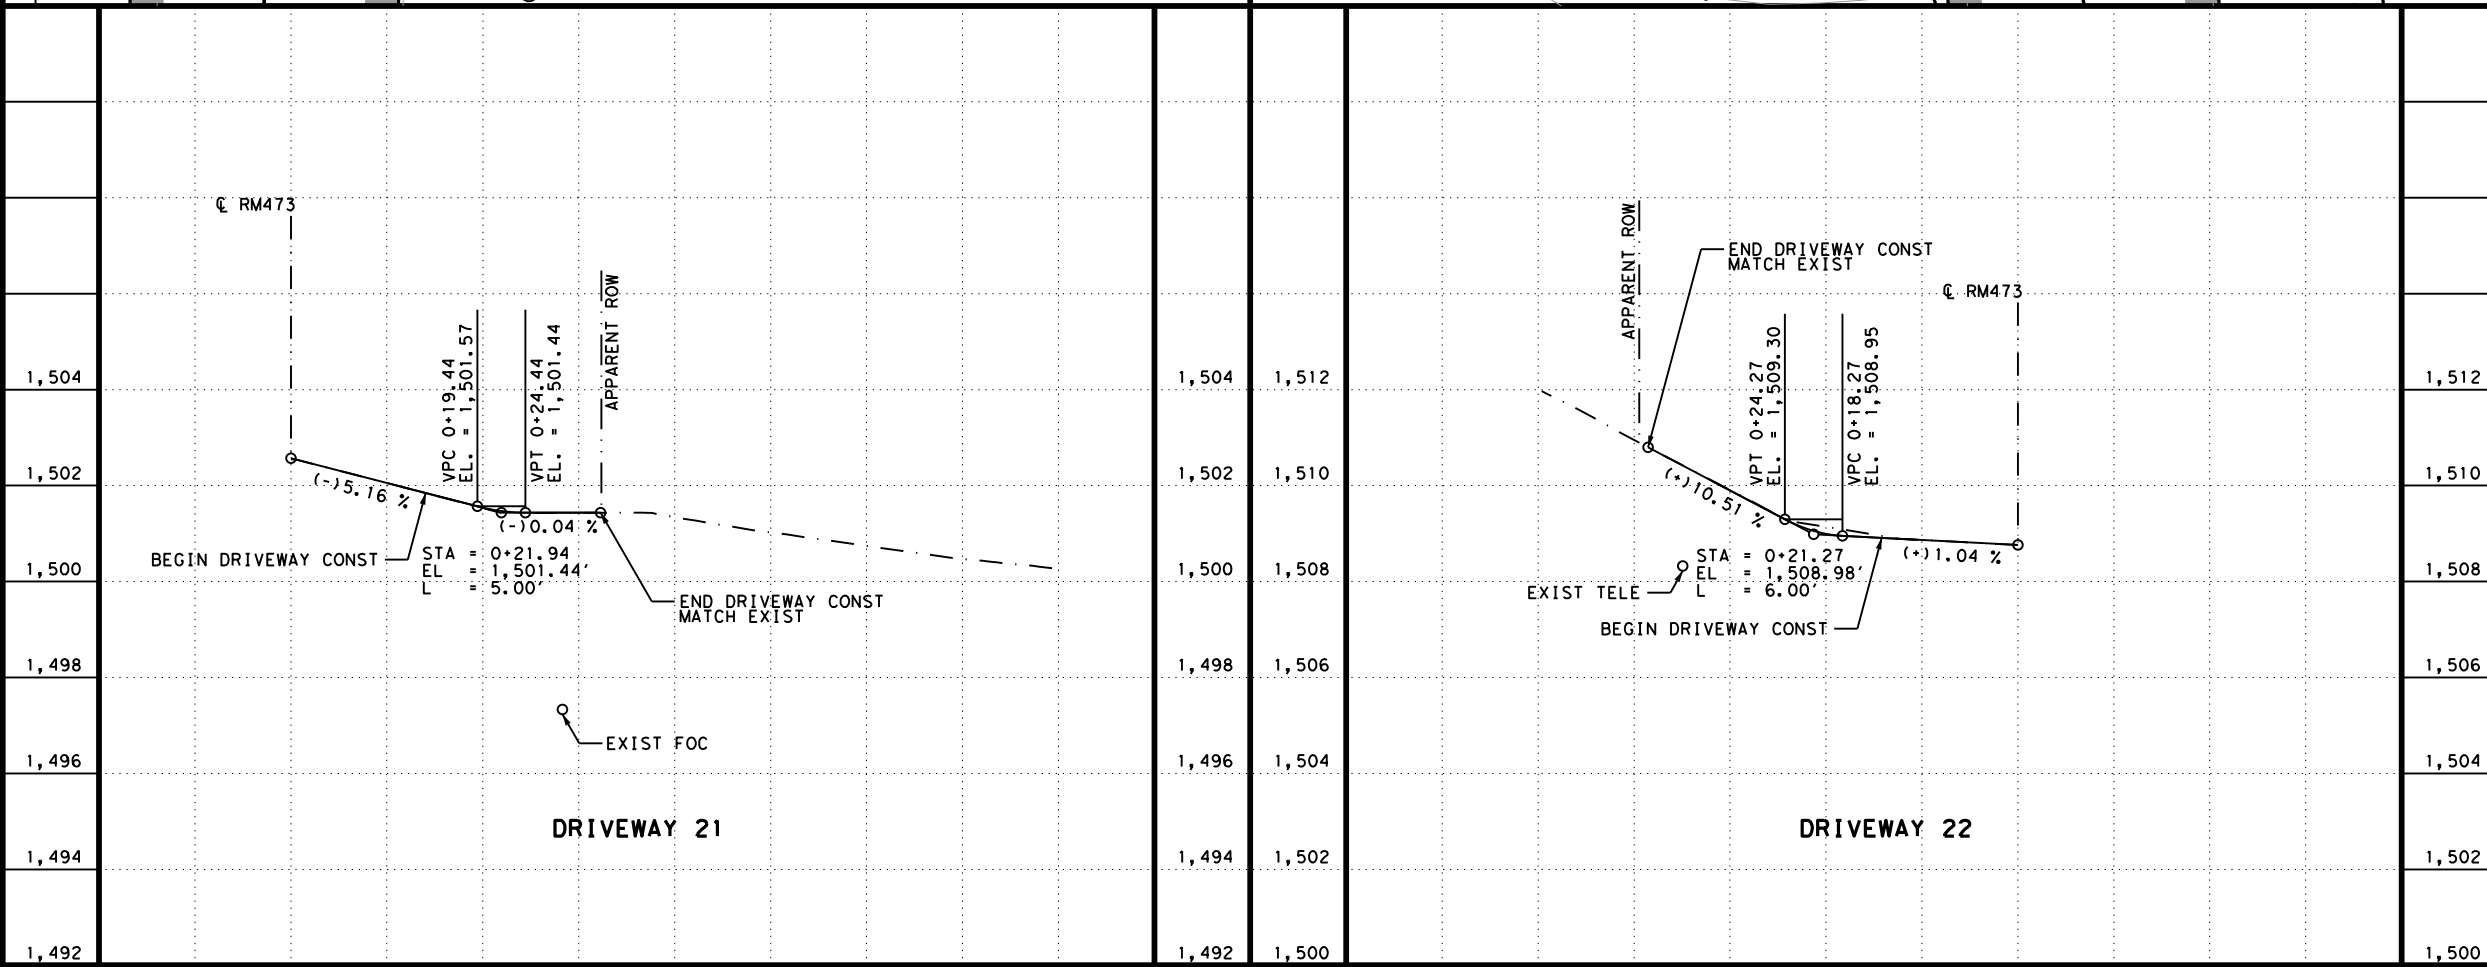 ℄ RM473
APPARENT ROW
VPC 0+19.44
EL. = 1,501.57
VPT 0+24.44
EL. = 1,501.44
(-)5.16 %
(-)0.04 %
BEGIN DRIVEWAY CONST
STA = 0+21.94
EL = 1,501.44'
L = 5.00'
END DRIVEWAY CONST
MATCH EXIST
EXIST FOC
DRIVEWAY 21
1,504
1,502
1,500
1,498
1,496
1,494
1,492
1,504
1,502
1,500
1,498
1,496
1,494
1,492
1,512
1,510
1,508
1,506
1,504
1,502
1,500
APPARENT ROW
END DRIVEWAY CONST
MATCH EXIST
℄ RM473
VPT 0+24.27
EL. = 1,509.30
VPC 0+18.27
EL. = 1,508.95
(+)10.51 %
(+)1.04 %
STA = 0+21.27
EL = 1,508.98'
L = 6.00'
EXIST TELE
BEGIN DRIVEWAY CONST
DRIVEWAY 22
1,512
1,510
1,508
1,506
1,504
1,502
1,500